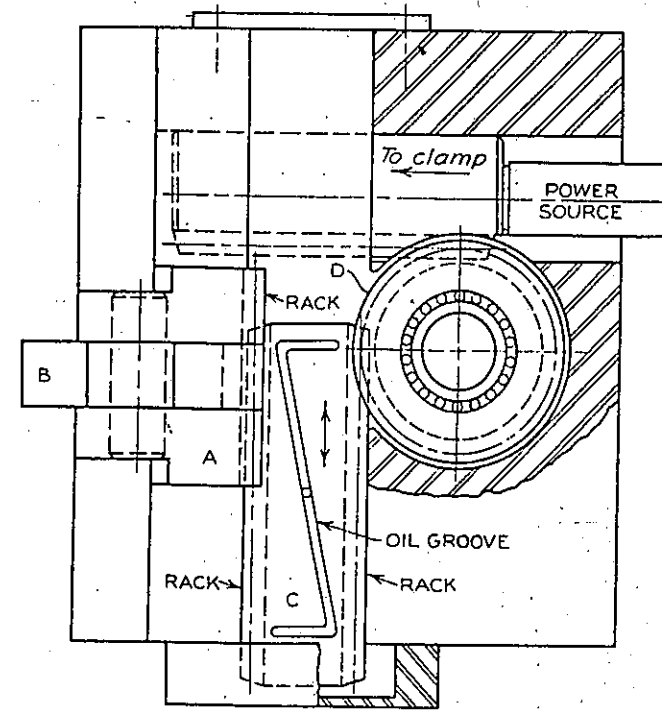 To clamp
POWER
SOURCE
D
RACK
B
A
OIL GROOVE
RACK
C
RACK